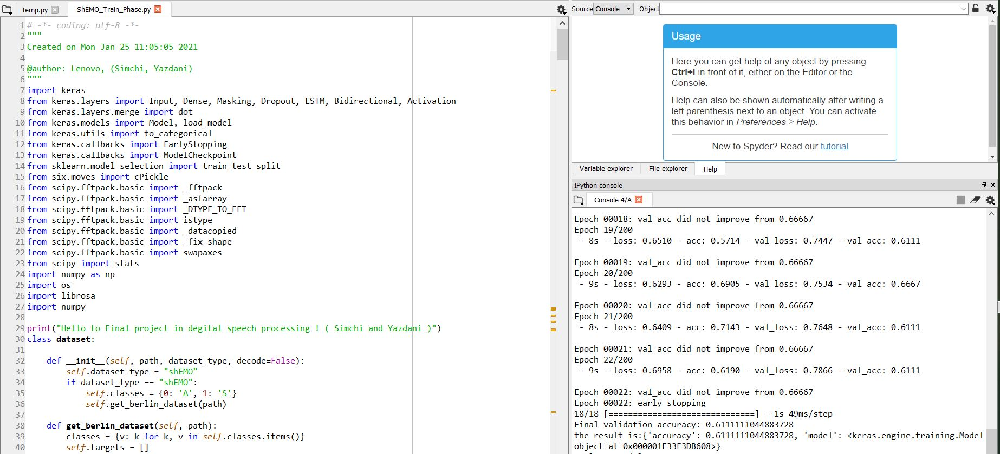 temp.py
ShEMO_Train_Phase.py
1 # -*- coding: utf-8 -*-
2 """
3 Created on Mon Jan 25 11:05:05 2021
4
5 @author: Lenovo, (Simchi, Yazdani)
6 """
7 import keras
8 from keras.layers import Input, Dense, Masking, Dropout, LSTM, Bidirectional, Activation
9 from keras.layers.merge import dot
10 from keras.models import Model, load_model
11 from keras.utils import to_categorical
12 from keras.callbacks import EarlyStopping
13 from keras.callbacks import ModelCheckpoint
14 from sklearn.model_selection import train_test_split
15 from six.moves import cPickle
16 from scipy.fftpack.basic import _fftpack
17 from scipy.fftpack.basic import _asfarray
18 from scipy.fftpack.basic import _DTYPE_TO_FFT
19 from scipy.fftpack.basic import istype
20 from scipy.fftpack.basic import _datacopied
21 from scipy.fftpack.basic import _fix_shape
22 from scipy.fftpack.basic import swapaxes
23 from scipy import stats
24 import numpy as np
25 import os
26 import librosa
27 import numpy
28
29 print("Hello to Final project in degital speech processing ! ( Simchi and Yazdani )")
30 class dataset:
31
32     def __init__(self, path, dataset_type, decode=False):
33         self.dataset_type = "shEMO"
34         if dataset_type == "shEMO":
35             self.classes = {0: 'A', 1: 'S'}
36             self.get_berlin_dataset(path)
37
38     def get_berlin_dataset(self, path):
39         classes = {v: k for k, v in self.classes.items()}
40         self.targets = []
Source Console Object
Usage
Here you can get help of any object by pressing
Ctrl+I in front of it, either on the Editor or the
Console.
Help can also be shown automatically after writing a
left parenthesis next to an object. You can activate
this behavior in Preferences > Help.
New to Spyder? Read our tutorial
Variable explorer File explorer Help
IPython console
Console 4/A
Epoch 00018: val_acc did not improve from 0.66667
Epoch 19/200
 - 8s - loss: 0.6510 - acc: 0.5714 - val_loss: 0.7447 - val_acc: 0.6111
Epoch 00019: val_acc did not improve from 0.66667
Epoch 20/200
 - 9s - loss: 0.6293 - acc: 0.6905 - val_loss: 0.7534 - val_acc: 0.6667
Epoch 00020: val_acc did not improve from 0.66667
Epoch 21/200
 - 8s - loss: 0.6409 - acc: 0.7143 - val_loss: 0.7648 - val_acc: 0.6111
Epoch 00021: val_acc did not improve from 0.66667
Epoch 22/200
 - 9s - loss: 0.6958 - acc: 0.6190 - val_loss: 0.7866 - val_acc: 0.6111
Epoch 00022: val_acc did not improve from 0.66667
Epoch 00022: early stopping
18/18 [==============================] - 1s 49ms/step
Final validation accuracy: 0.6111111044883728
the result is:{'accuracy': 0.6111111044883728, 'model': <keras.engine.training.Model
object at 0x000001E33F3DB608>}